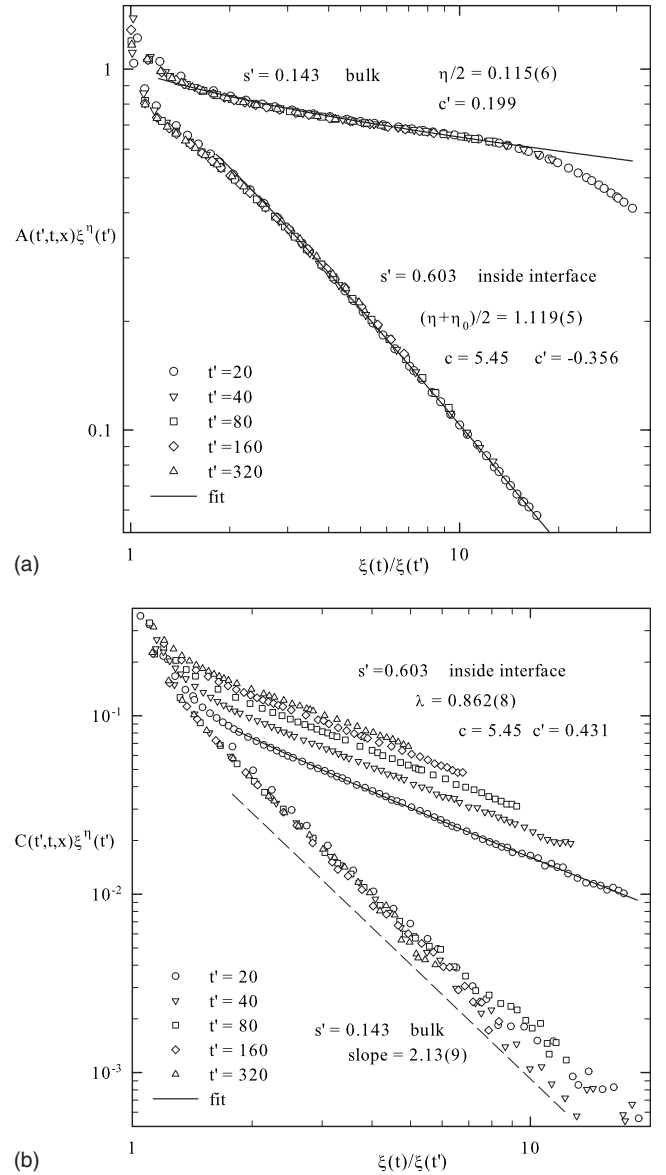 1
s' = 0.143 bulk η/2 = 0.115(6)
c' = 0.199
A(t',t,x)ξ^η(t')
s' = 0.603 inside interface
(η+η₀)/2 = 1.119(5)
c = 5.45 c' = -0.356
t' = 20
t' = 40
t' = 80
t' = 160
t' = 320
fit
0.1
1 10
(a)
ξ(t)/ξ(t')
s' = 0.603 inside interface
λ = 0.862(8)
c = 5.45 c' = 0.431
10⁻¹
C(t',t,x)ξ^η(t')
10⁻²
t' = 20
t' = 40
t' = 80
t' = 160
t' = 320
fit
s' = 0.143 bulk
slope = 2.13(9)
10⁻³
1 10
(b)
ξ(t)/ξ(t')